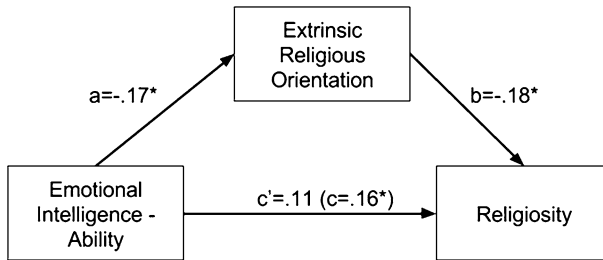 Extrinsic
Religious
Orientation
a=-.17*
b=-.18*
Emotional
Intelligence -
Ability
c'=.11 (c=.16*)
Religiosity